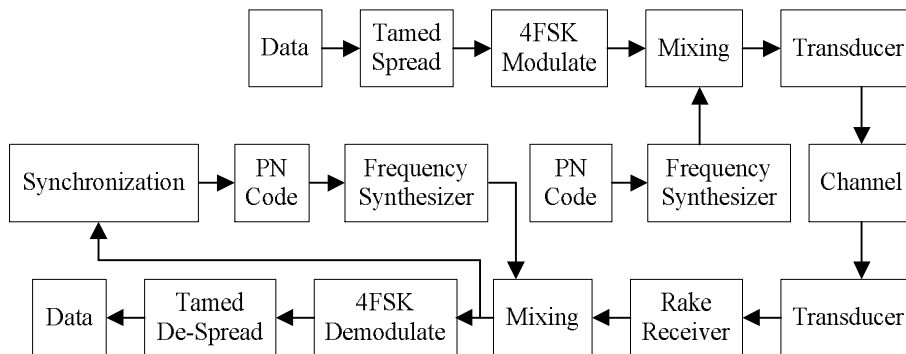 Data
Tamed
Spread
4FSK
Modulate
Mixing
Transducer
Synchronization
PN
Code
Frequency
Synthesizer
PN
Code
Frequency
Synthesizer
Channel
Data
Tamed
De-Spread
4FSK
Demodulate
Mixing
Rake
Receiver
Transducer